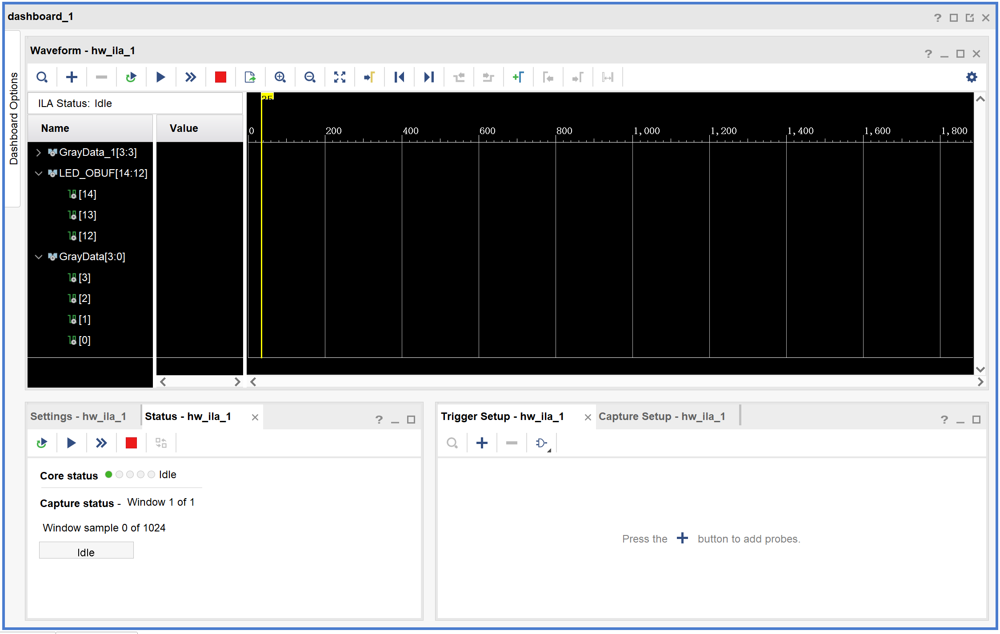 dashboard_1
Dashboard Options
Waveform - hw_ila_1
ILA Status: Idle
Name Value
35
0 200 400 600 800 1,000 1,200 1,400 1,600 1,800
GrayData_1[3:3]
LED_OBUF[14:12]
[14]
[13]
[12]
GrayData[3:0]
[3]
[2]
[1]
[0]
Settings - hw_ila_1 Status - hw_ila_1
Core status Idle
Capture status - Window 1 of 1
Window sample 0 of 1024
Idle
Trigger Setup - hw_ila_1 Capture Setup - hw_ila_1
Press the + button to add probes.